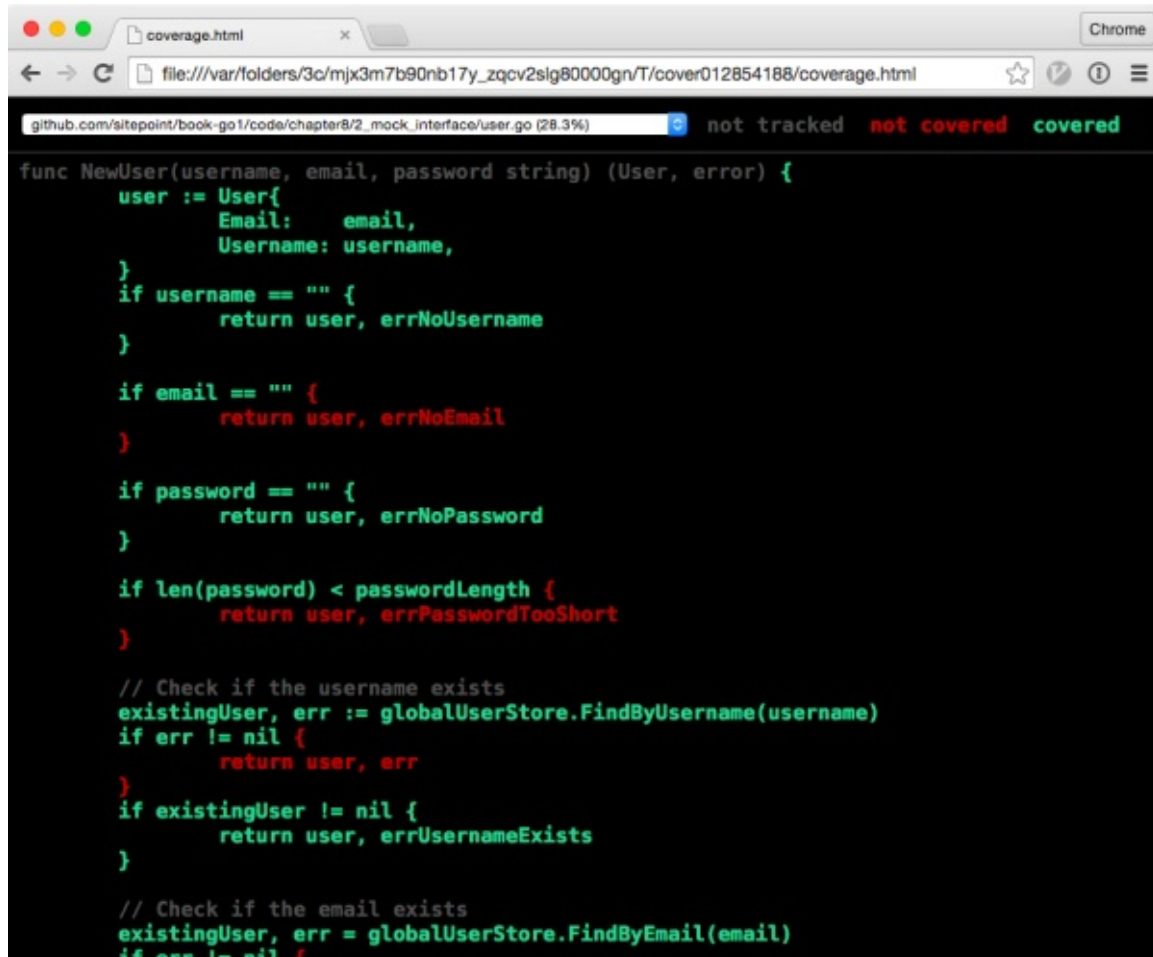 coverage.html
Chrome
file:///var/folders/3c/mjx3m7b90nb17y_zqcv2slg80000gn/T/cover012854188/coverage.html
github.com/sitepoint/book-go1/code/chapter8/2_mock_interface/user.go (28.3%) not tracked not covered covered
func NewUser(username, email, password string) (User, error) {
user := User{
Email: email,
Username: username,
}
if username == "" {
return user, errNoUsername
}
if email == "" {
return user, errNoEmail
}
if password == "" {
return user, errNoPassword
}
if len(password) < passwordLength {
return user, errPasswordTooShort
}
// Check if the username exists
existingUser, err := globalUserStore.FindByUsername(username)
if err != nil {
return user, err
}
if existingUser != nil {
return user, errUsernameExists
}
// Check if the email exists
existingUser, err = globalUserStore.FindByEmail(email)
if err != nil {